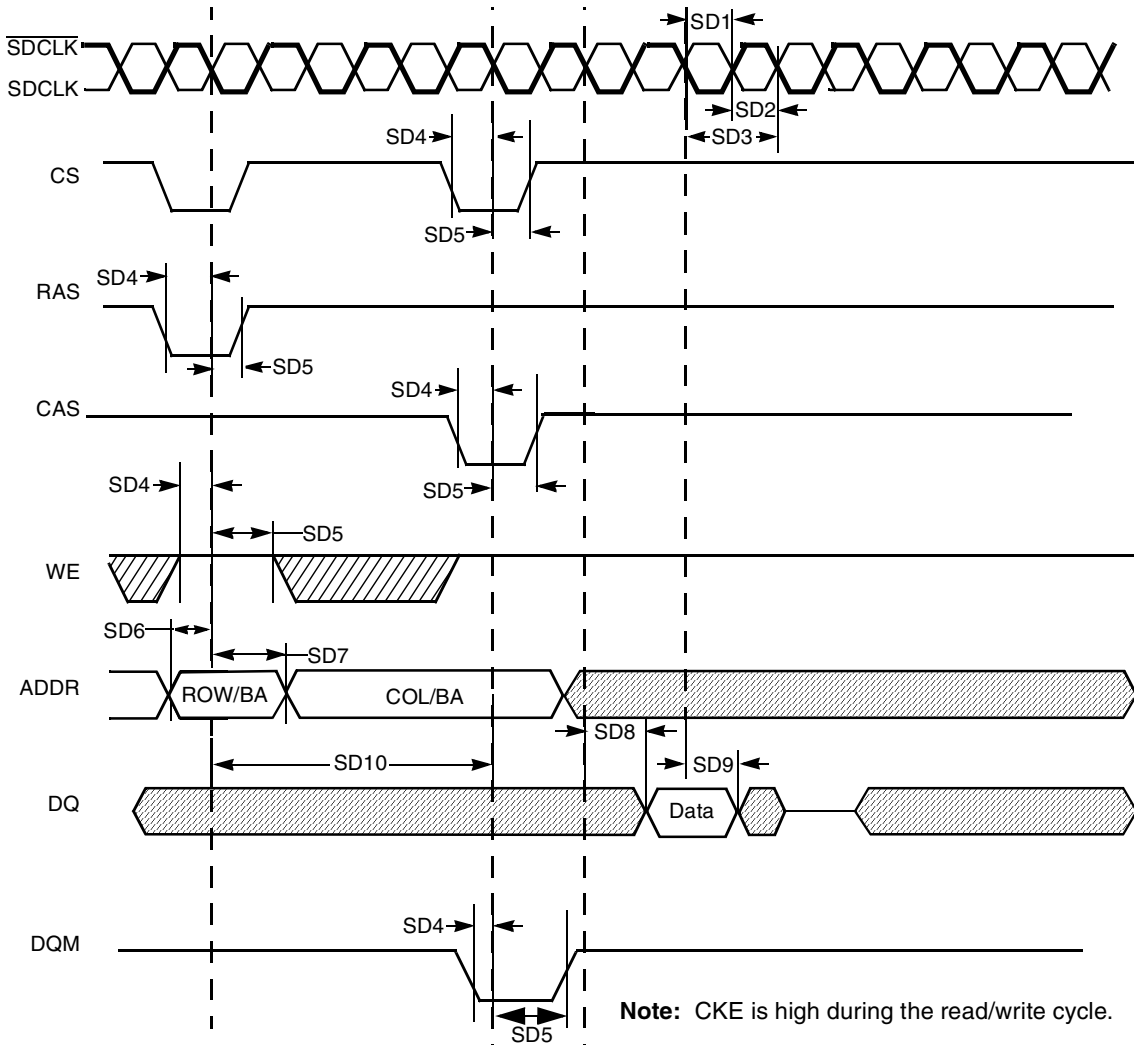 SD1
SDCLK
SDCLK
SD2
SD4
SD3
CS
SD5
SD4
RAS
SD5
SD4
CAS
SD4
SD5
SD5
WE
SD6
SD7
ADDR
ROW/BA
COL/BA
SD8
SD10
SD9
DQ
Data
SD4
DQM
Note: CKE is high during the read/write cycle.
SD5